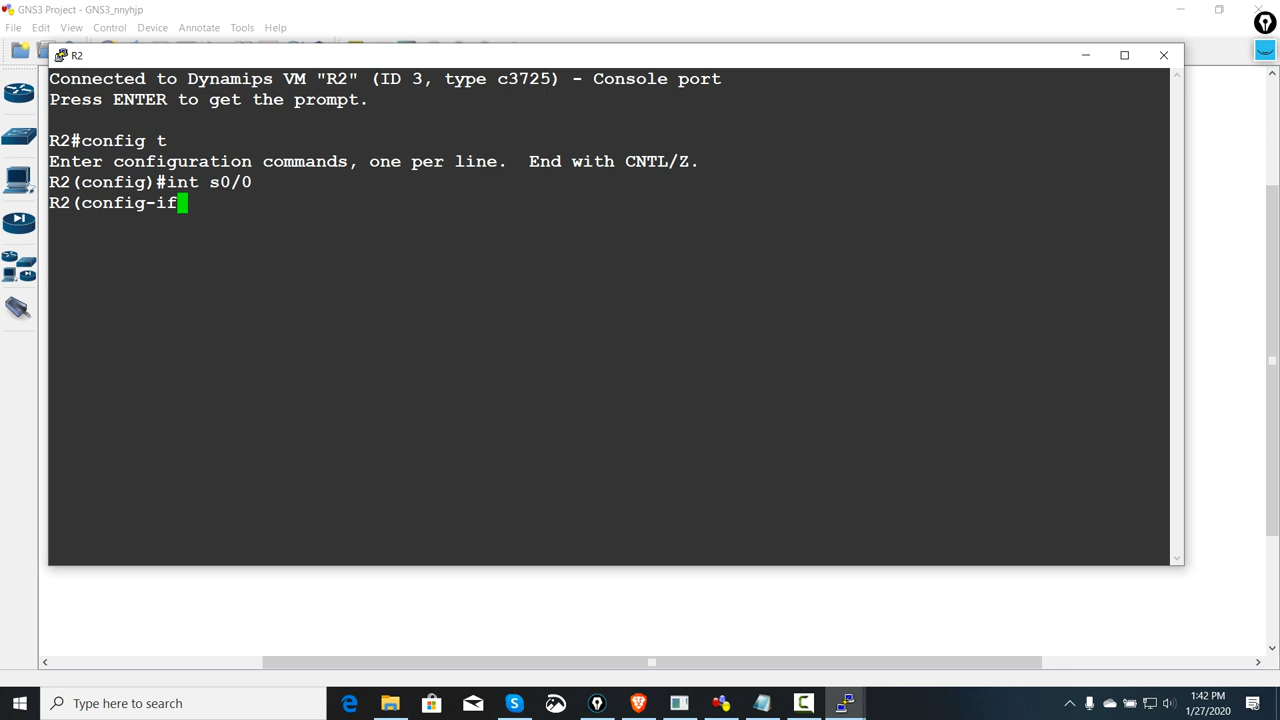 GNS3 Project - GNS3_nnyhjp
File Edit View Control Device Annotate Tools Help
R2
Connected to Dynamips VM "R2" (ID 3, type c3725) - Console port
Press ENTER to get the prompt.
R2#config t
Enter configuration commands, one per line.  End with CNTL/Z.
R2(config)#int s0/0
R2(config-if
Type here to search
1:42 PM
1/27/2020